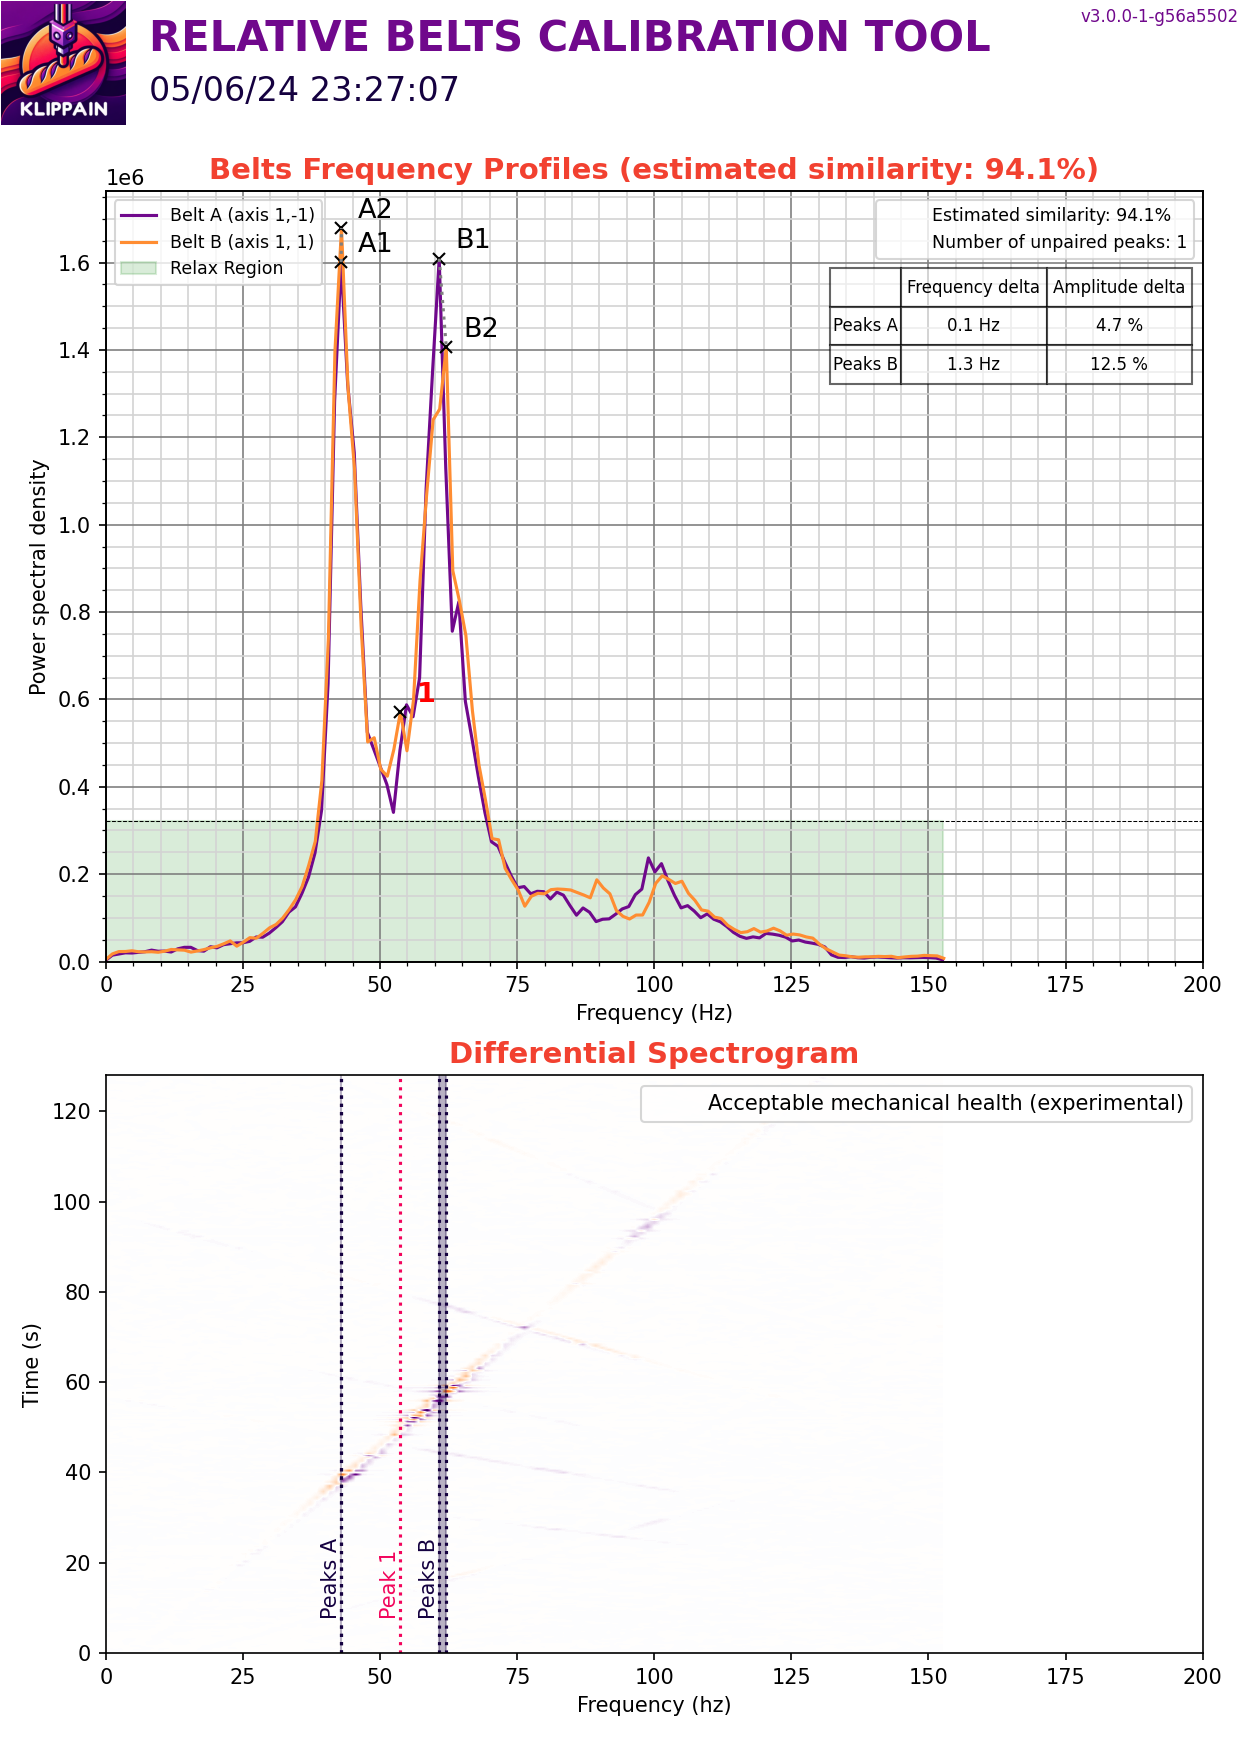 KLIPPAIN
RELATIVE BELTS CALIBRATION TOOL
v3.0.0-1-g56a5502
05/06/24 23:27:07
Belts Frequency Profiles (estimated similarity: 94.1%)
1e6
Belt A (axis 1,-1)
Belt B (axis 1, 1)
Relax Region
A2
A1
B1
B2
1
Estimated similarity: 94.1%
Number of unpaired peaks: 1
Frequency delta Amplitude delta
Peaks A 0.1 Hz 4.7 %
Peaks B 1.3 Hz 12.5 %
Power spectral density
1.6
1.4
1.2
1.0
0.8
0.6
0.4
0.2
0.0
0 25 50 75 100 125 150 175 200
Frequency (Hz)
Differential Spectrogram
Acceptable mechanical health (experimental)
Time (s)
120
100
80
60
40
20
0
Peaks A
Peak 1
Peaks B
0 25 50 75 100 125 150 175 200
Frequency (hz)